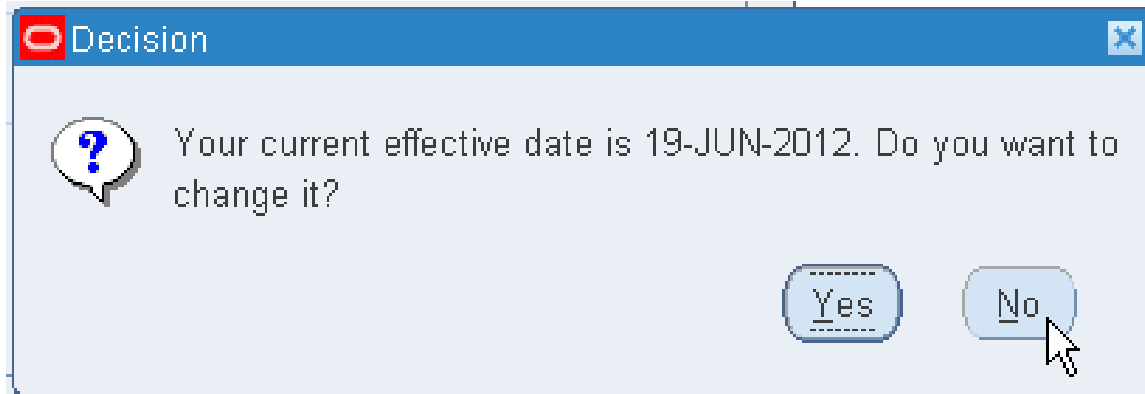 Decision
Your current effective date is 19-JUN-2012. Do you want to
change it?
Yes No